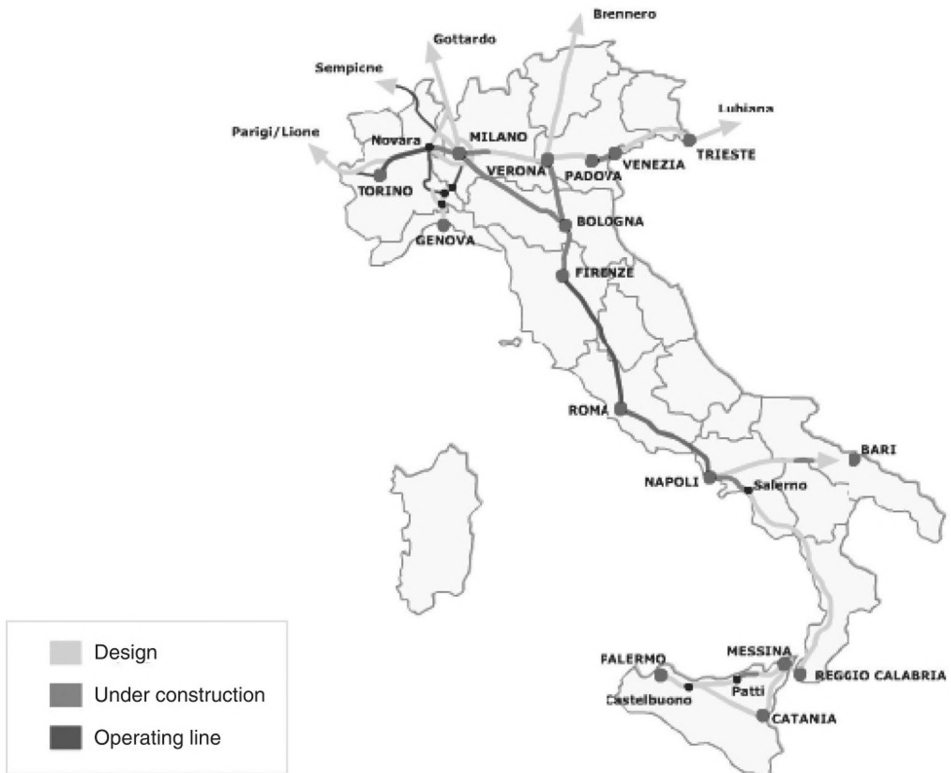 Brennero
Gottardo
Sempicne
Lubiana
Parigi/Lione
Novara
MILANO
TRIESTE
VENEZIA
VERONA
PADOVA
TORINO
BOLOGNA
GENOVA
FIRENZE
ROMA
BARI
NAPOLI
Salerno
MESSINA
PALERMO
REGGIO CALABRIA
Patti
Castelbuono
CATANIA
Design
Under construction
Operating line